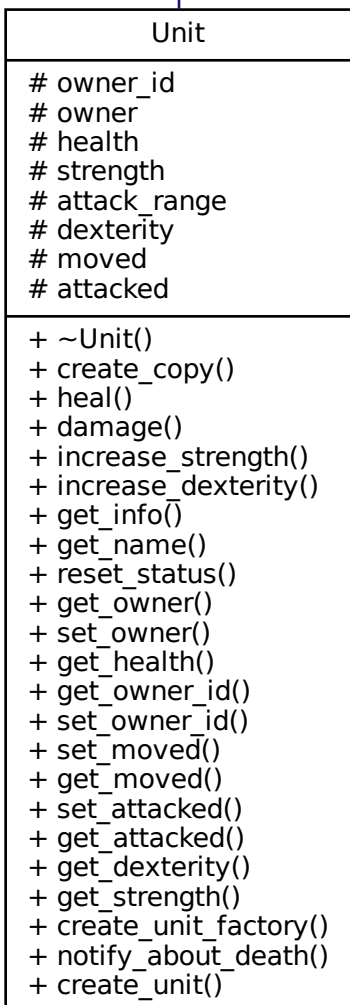 Unit
# owner_id
# owner
# health
# strength
# attack_range
# dexterity
# moved
# attacked
+ ~Unit()
+ create_copy()
+ heal()
+ damage()
+ increase_strength()
+ increase_dexterity()
+ get_info()
+ get_name()
+ reset_status()
+ get_owner()
+ set_owner()
+ get_health()
+ get_owner_id()
+ set_owner_id()
+ set_moved()
+ get_moved()
+ set_attacked()
+ get_attacked()
+ get_dexterity()
+ get_strength()
+ create_unit_factory()
+ notify_about_death()
+ create_unit()